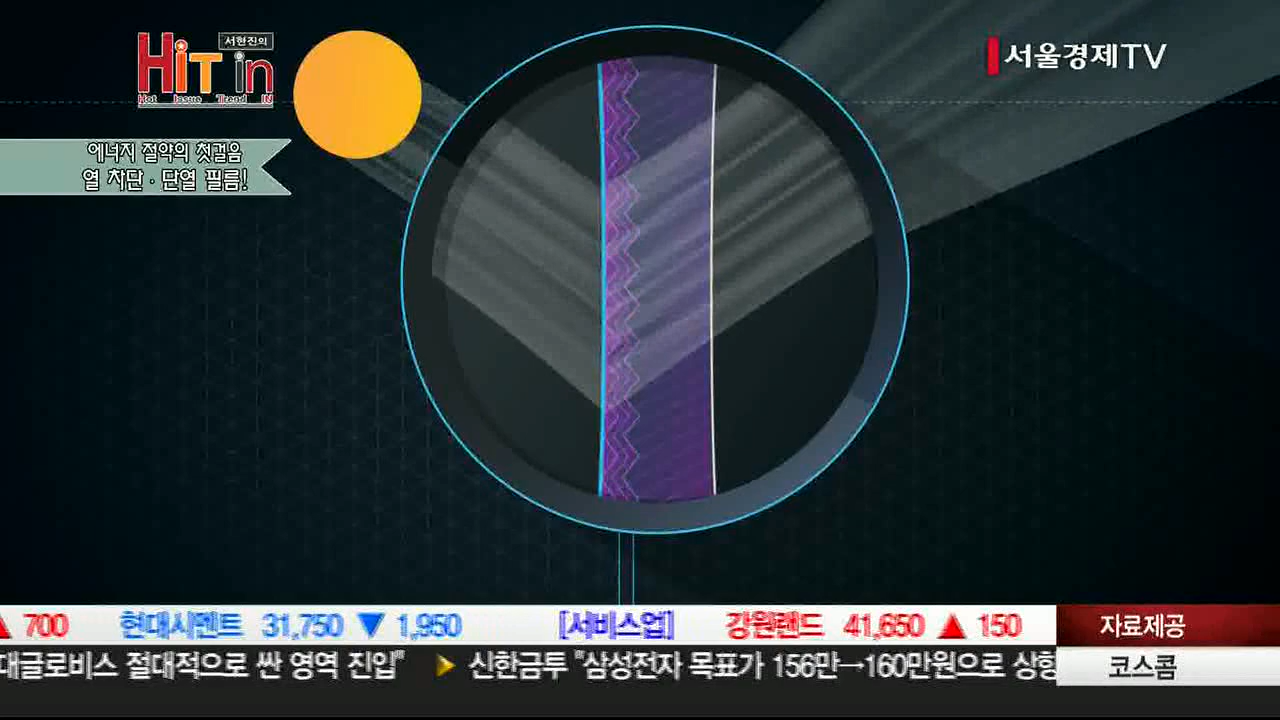 서현진의
HiT in
Hot Issue Trend IN
서울경제TV
에너지 절약의 첫걸음
열 차단·단열 필름!
▲ 700 현대시멘트 31,750 ▼ 1,950 [서비스업] 강원랜드 41,650 ▲ 150
자료제공
대글로비스 절대적으로 싼 영역 진입" ▶ 신한금투 "삼성전자 목표가 156만→160만원으로 상향
코스콤